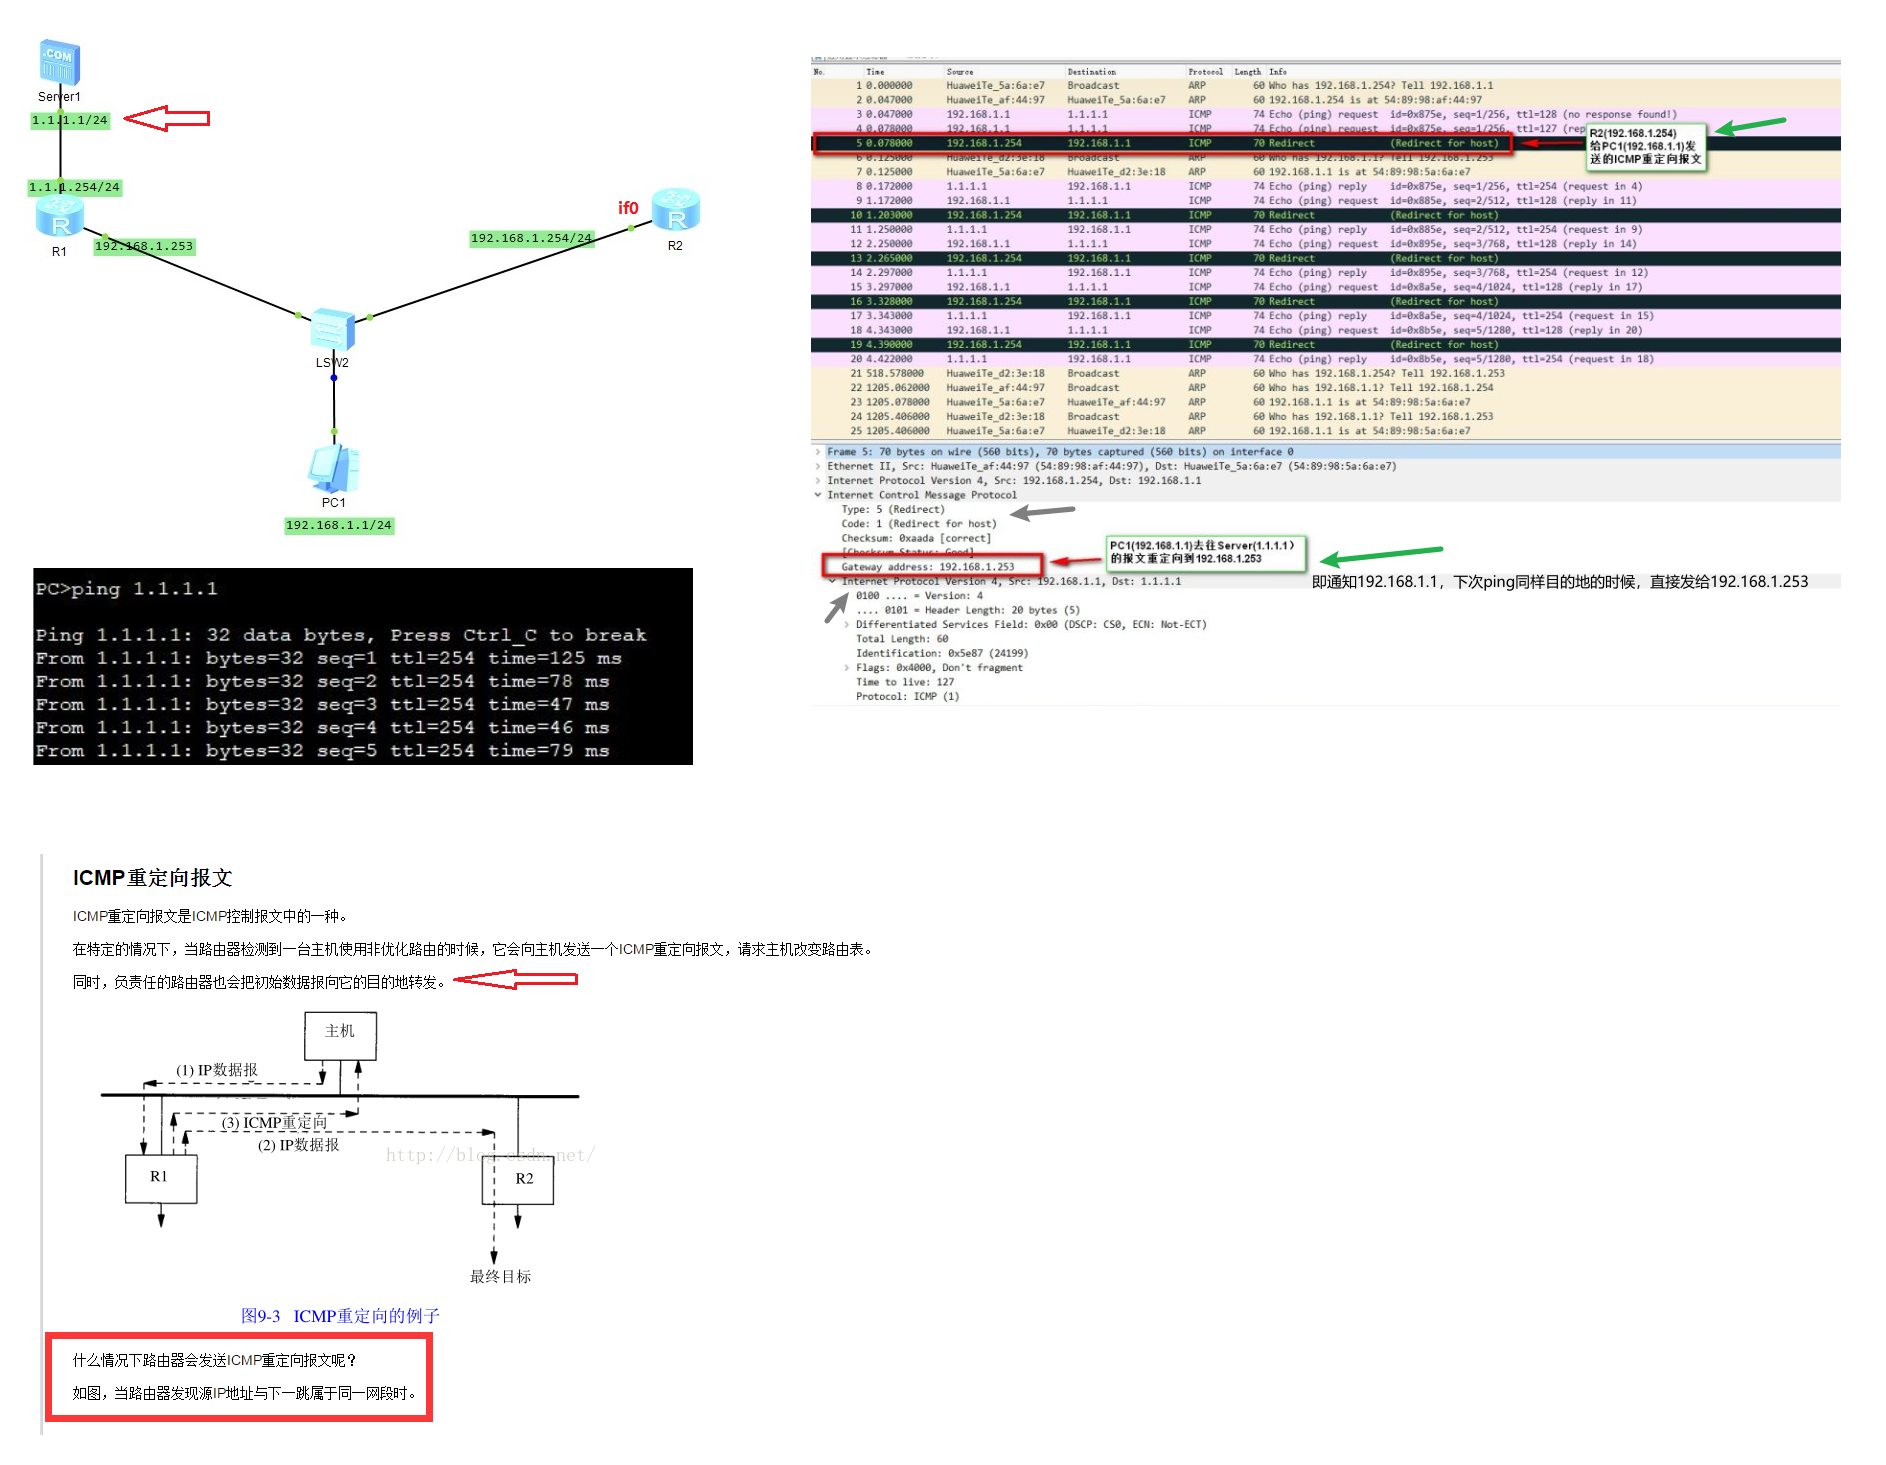 .COM
Server1
1.1.1.1/24
1.1.1.254/24
R
R1
192.168.1.253
192.168.1.254/24
if0
R
R2
LSW2
PC1
192.168.1.1/24
PC>ping 1.1.1.1
Ping 1.1.1.1: 32 data bytes, Press Ctrl_C to break
From 1.1.1.1: bytes=32 seq=1 ttl=254 time=125 ms
From 1.1.1.1: bytes=32 seq=2 ttl=254 time=78 ms
From 1.1.1.1: bytes=32 seq=3 ttl=254 time=47 ms
From 1.1.1.1: bytes=32 seq=4 ttl=254 time=46 ms
From 1.1.1.1: bytes=32 seq=5 ttl=254 time=79 ms
No. Time Source Destination Protocol Length Info
1 0.000000 HuaweiTe_5a:6a:e7 Broadcast ARP 60 Who has 192.168.1.254? Tell 192.168.1.1
2 0.047000 HuaweiTe_af:44:97 HuaweiTe_5a:6a:e7 ARP 60 192.168.1.254 is at 54:89:98:af:44:97
3 0.047000 192.168.1.1 1.1.1.1 ICMP 74 Echo (ping) request id=0x875e, seq=1/256, ttl=128 (no response found!)
4 0.078000 192.168.1.1 1.1.1.1 ICMP 74 Echo (ping) request id=0x875e, seq=1/256, ttl=127 (rep
5 0.078000 192.168.1.254 192.168.1.1 ICMP 70 Redirect (Redirect for host)
6 0.125000 HuaweiTe_d2:3e:18 Broadcast ARP 60 Who has 192.168.1.1? Tell 192.168.1.253
7 0.125000 HuaweiTe_5a:6a:e7 HuaweiTe_d2:3e:18 ARP 60 192.168.1.1 is at 54:89:98:5a:6a:e7
8 0.172000 1.1.1.1 192.168.1.1 ICMP 74 Echo (ping) reply id=0x875e, seq=1/256, ttl=254 (request in 4)
9 1.172000 192.168.1.1 1.1.1.1 ICMP 74 Echo (ping) request id=0x885e, seq=2/512, ttl=128 (reply in 11)
10 1.203000 192.168.1.254 192.168.1.1 ICMP 70 Redirect (Redirect for host)
11 1.250000 1.1.1.1 192.168.1.1 ICMP 74 Echo (ping) reply id=0x885e, seq=2/512, ttl=254 (request in 9)
12 2.250000 192.168.1.1 1.1.1.1 ICMP 74 Echo (ping) request id=0x895e, seq=3/768, ttl=128 (reply in 14)
13 2.265000 192.168.1.254 192.168.1.1 ICMP 70 Redirect (Redirect for host)
14 2.297000 1.1.1.1 192.168.1.1 ICMP 74 Echo (ping) reply id=0x895e, seq=3/768, ttl=254 (request in 12)
15 3.297000 192.168.1.1 1.1.1.1 ICMP 74 Echo (ping) request id=0x8a5e, seq=4/1024, ttl=128 (reply in 17)
16 3.328000 192.168.1.254 192.168.1.1 ICMP 70 Redirect (Redirect for host)
17 3.343000 1.1.1.1 192.168.1.1 ICMP 74 Echo (ping) reply id=0x8a5e, seq=4/1024, ttl=254 (request in 15)
18 4.343000 192.168.1.1 1.1.1.1 ICMP 74 Echo (ping) request id=0x8b5e, seq=5/1280, ttl=128 (reply in 20)
19 4.390000 192.168.1.254 192.168.1.1 ICMP 70 Redirect (Redirect for host)
20 4.422000 1.1.1.1 192.168.1.1 ICMP 74 Echo (ping) reply id=0x8b5e, seq=5/1280, ttl=254 (request in 18)
21 518.578000 HuaweiTe_d2:3e:18 Broadcast ARP 60 Who has 192.168.1.254? Tell 192.168.1.253
22 1205.062000 HuaweiTe_af:44:97 Broadcast ARP 60 Who has 192.168.1.1? Tell 192.168.1.254
23 1205.078000 HuaweiTe_5a:6a:e7 HuaweiTe_af:44:97 ARP 60 192.168.1.1 is at 54:89:98:5a:6a:e7
24 1205.406000 HuaweiTe_d2:3e:18 Broadcast ARP 60 Who has 192.168.1.1? Tell 192.168.1.253
25 1205.406000 HuaweiTe_5a:6a:e7 HuaweiTe_d2:3e:18 ARP 60 192.168.1.1 is at 54:89:98:5a:6a:e7
R2(192.168.1.254)
给PC1(192.168.1.1)发
送的ICMP重定向报文
Frame 5: 70 bytes on wire (560 bits), 70 bytes captured (560 bits) on interface 0
Ethernet II, Src: HuaweiTe_af:44:97 (54:89:98:af:44:97), Dst: HuaweiTe_5a:6a:e7 (54:89:98:5a:6a:e7)
Internet Protocol Version 4, Src: 192.168.1.254, Dst: 192.168.1.1
Internet Control Message Protocol
Type: 5 (Redirect)
Code: 1 (Redirect for host)
Checksum: 0xaada [correct]
[Checksum Status: Good]
Gateway address: 192.168.1.253
Internet Protocol Version 4, Src: 192.168.1.1, Dst: 1.1.1.1
0100 .... = Version: 4
.... 0101 = Header Length: 20 bytes (5)
Differentiated Services Field: 0x00 (DSCP: CS0, ECN: Not-ECT)
Total Length: 60
Identification: 0x5e87 (24199)
Flags: 0x4000, Don't fragment
Time to live: 127
Protocol: ICMP (1)
PC1(192.168.1.1)去往Server(1.1.1.1)
的报文重定向到192.168.1.253
即通知192.168.1.1，下次ping同样目的地的时候，直接发给192.168.1.253
ICMP重定向报文
ICMP重定向报文是ICMP控制报文中的一种。
在特定的情况下，当路由器检测到一台主机使用非优化路由的时候，它会向主机发送一个ICMP重定向报文，请求主机改变路由表。
同时，负责任的路由器也会把初始数据报向它的目的地转发。
主机
(1) IP数据报
(3) ICMP重定向
(2) IP数据报
http://blog.csdn.net/
R1
R2
最终目标
图9-3 ICMP重定向的例子
什么情况下路由器会发送ICMP重定向报文呢？
如图，当路由器发现源IP地址与下一跳属于同一网段时。